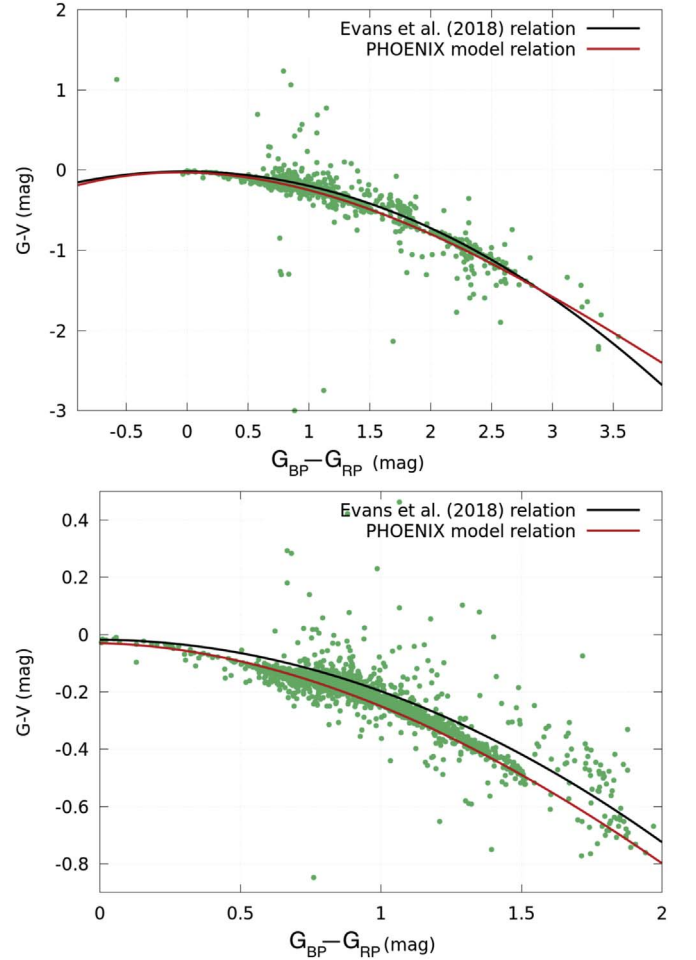 Evans et al. (2018) relation
PHOENIX model relation
G-V (mag)
2
1
0
-1
-2
-3
-0.5 0 0.5 1 1.5 2 2.5 3 3.5
GBP—GRP (mag)
Evans et al. (2018) relation
PHOENIX model relation
G-V (mag)
0.4
0.2
0
-0.2
-0.4
-0.6
-0.8
0 0.5 1 1.5 2
GBP—GRP (mag)